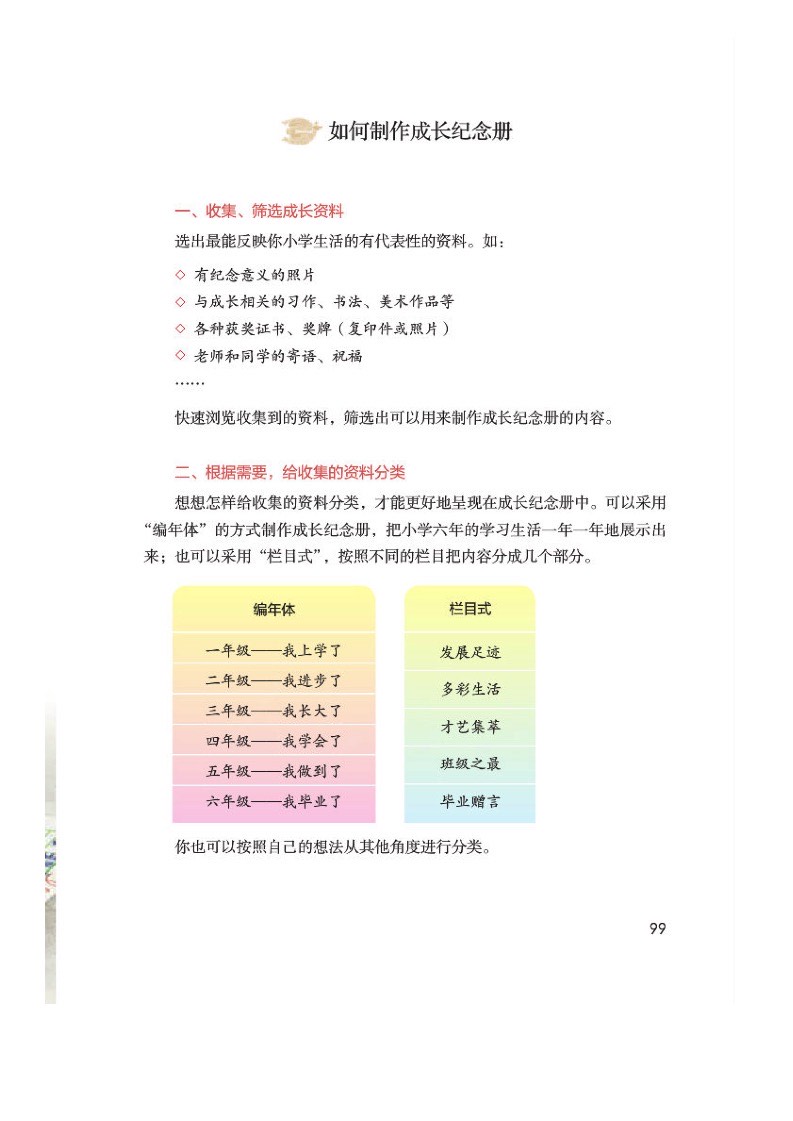 如何制作成长纪念册
一、收集、筛选成长资料
选出最能反映你小学生活的有代表性的资料。如：
◇ 有纪念意义的照片
◇ 与成长相关的习作、书法、美术作品等
◇ 各种获奖证书、奖牌（复印件或照片）
◇ 老师和同学的寄语、祝福
……
快速浏览收集到的资料，筛选出可以用来制作成长纪念册的内容。
二、根据需要，给收集的资料分类
想想怎样给收集的资料分类，才能更好地呈现在成长纪念册中。可以采用
“编年体”的方式制作成长纪念册，把小学六年的学习生活一年一年地展示出
来；也可以采用“栏目式”，按照不同的栏目把内容分成几个部分。
编年体
一年级——我上学了
二年级——我进步了
三年级——我长大了
四年级——我学会了
五年级——我做到了
六年级——我毕业了
栏目式
发展足迹
多彩生活
才艺集萃
班级之最
毕业赠言
你也可以按照自己的想法从其他角度进行分类。
99